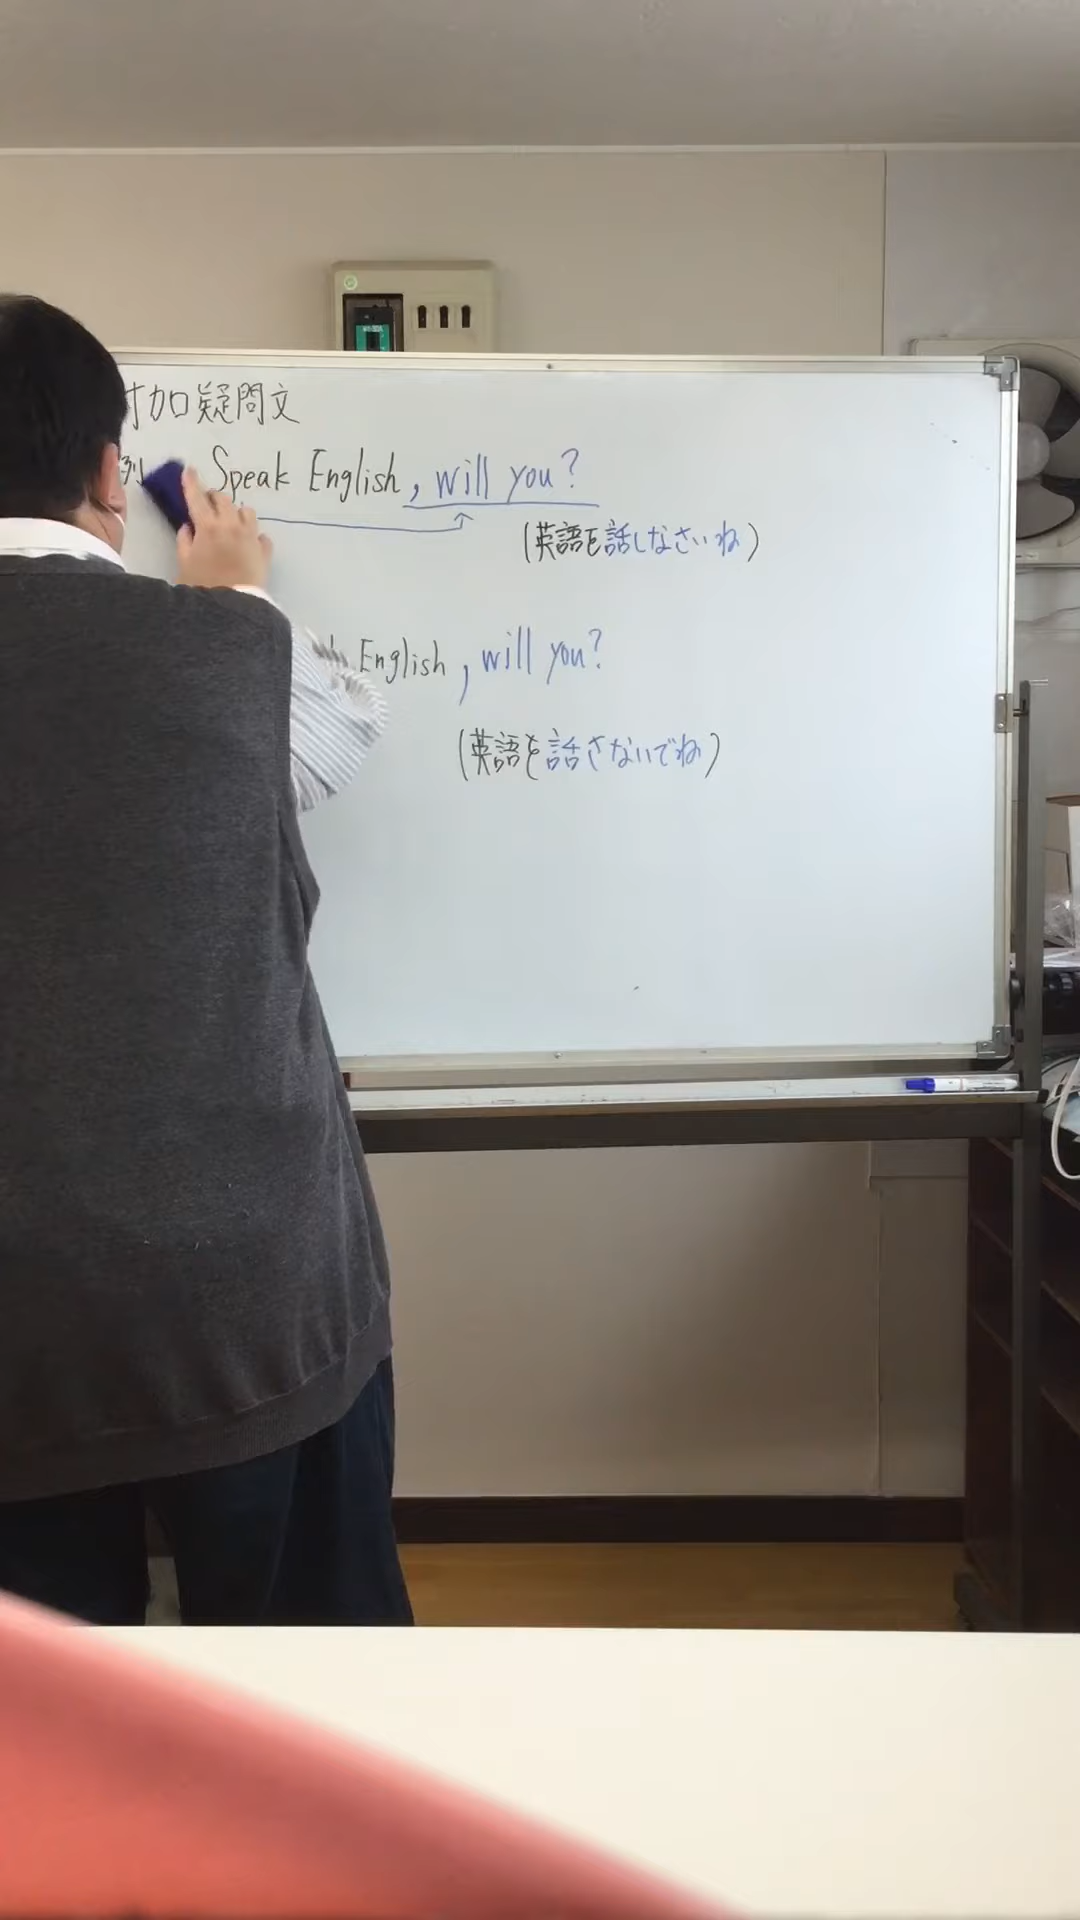 付加疑問文
例 Speak English, will you?
(英語を話しなさいね)
English, will you?
(英語を話さないでね)